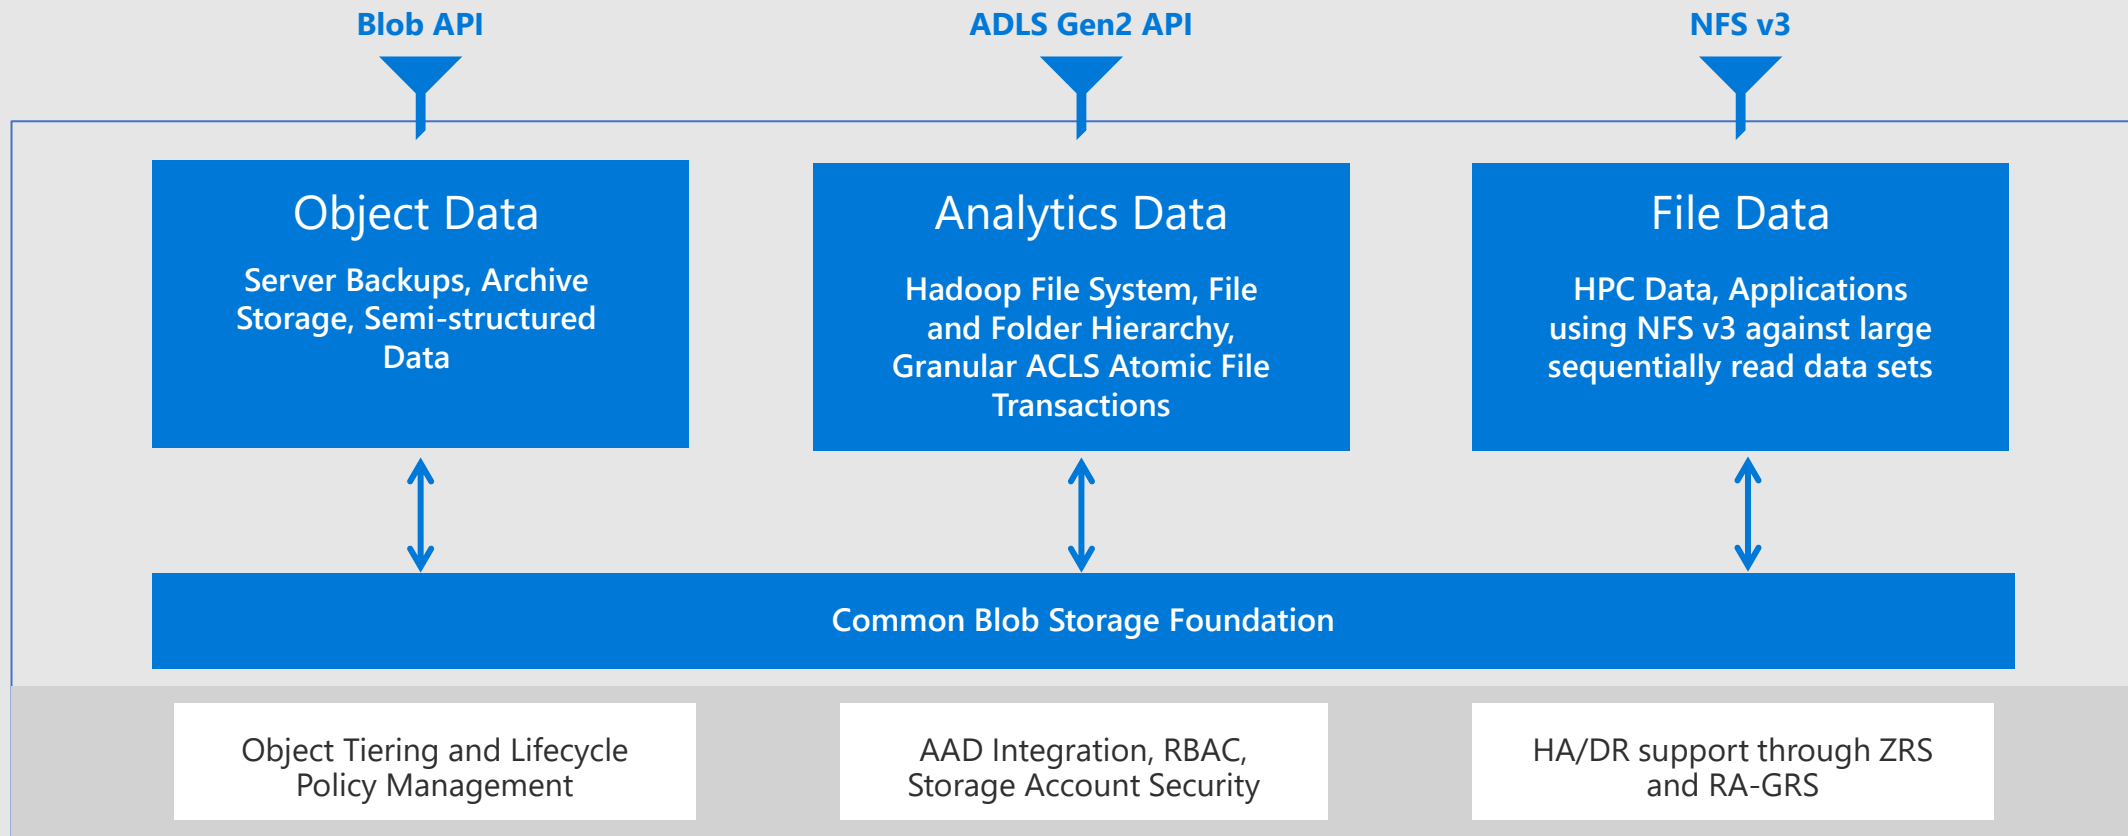 Blob API
ADLS Gen2 API
NFS v3
Object Data
Server Backups, Archive
Storage, Semi-structured
Data
Analytics Data
Hadoop File System, File
and Folder Hierarchy,
Granular ACLS Atomic File
Transactions
File Data
HPC Data, Applications
using NFS v3 against large
sequentially read data sets
Common Blob Storage Foundation
Object Tiering and Lifecycle
Policy Management
AAD Integration, RBAC,
Storage Account Security
HA/DR support through ZRS
and RA-GRS